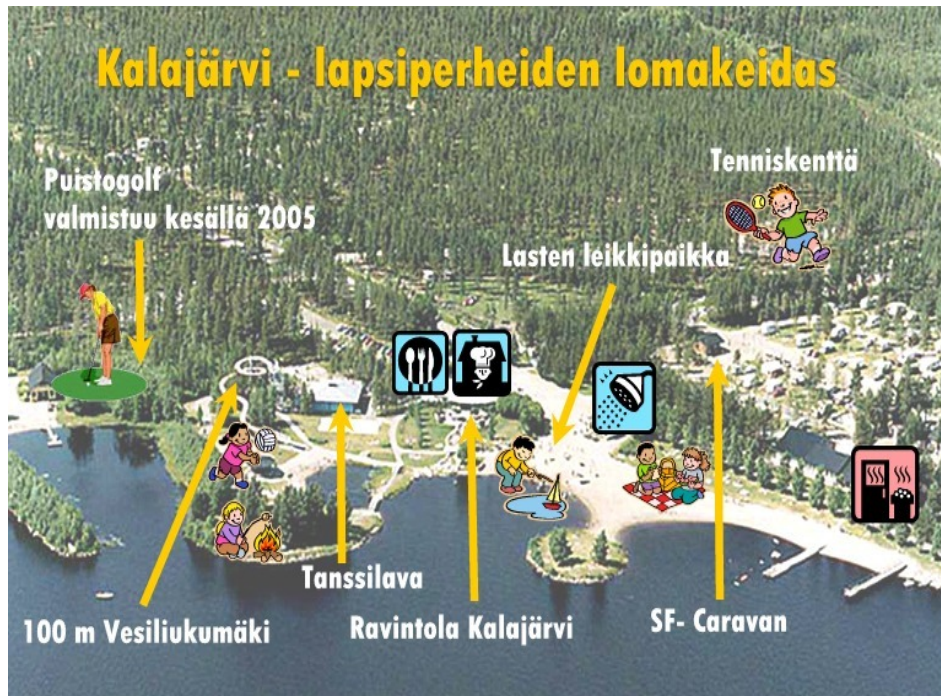 Kalajärvi - lapsiperheiden lomakeidas
Tenniskenttä
Puistogolf
valmistuu kesällä 2005
Lasten leikkipaikka
Tanssilava
100 m Vesiliukumäki
Ravintola Kalajärvi
SF- Caravan